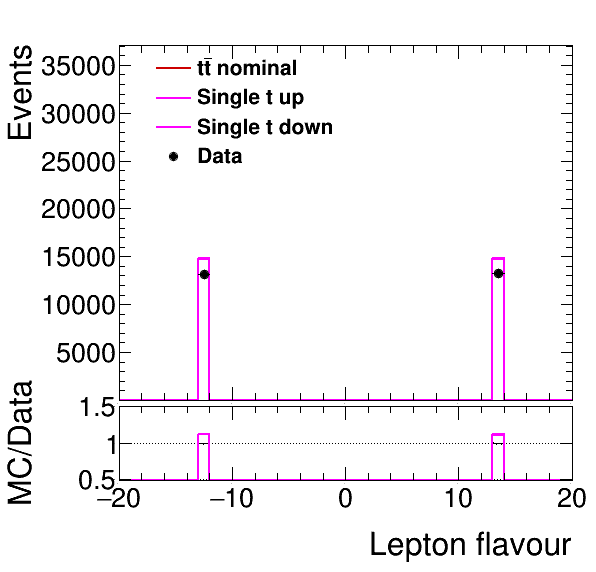 Events
35000
30000
25000
20000
15000
10000
5000
tt̄ nominal
Single t up
Single t down
Data
MC/Data
1.5
1
0.5
−20
−10
0
10
20
Lepton flavour